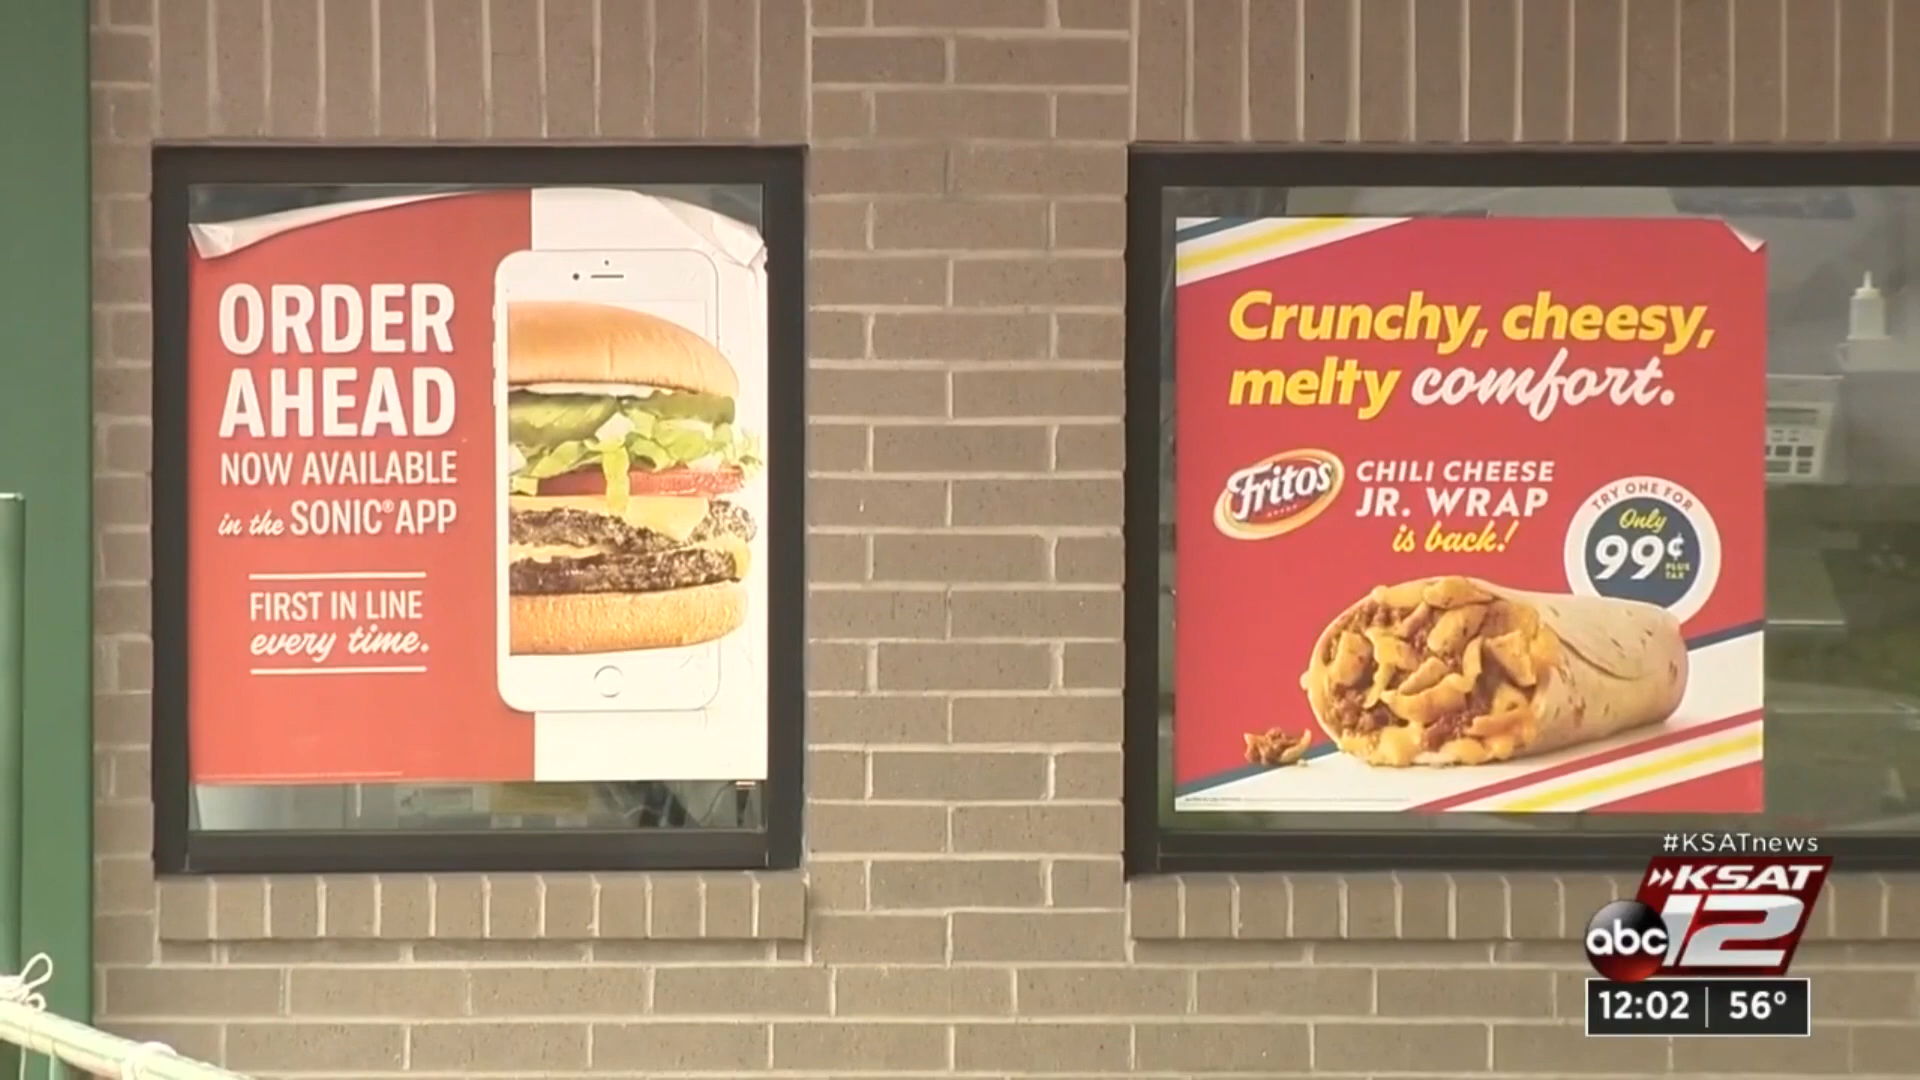 ORDER
AHEAD
NOW AVAILABLE
in the SONIC® APP
FIRST IN LINE
every time.
Crunchy, cheesy,
melty comfort.
Fritos
CHILI CHEESE
JR. WRAP
is back!
TRY ONE FOR
Only
99¢
PLUS
TAX
#KSATnews
KSAT
abc 12
12:02 56°